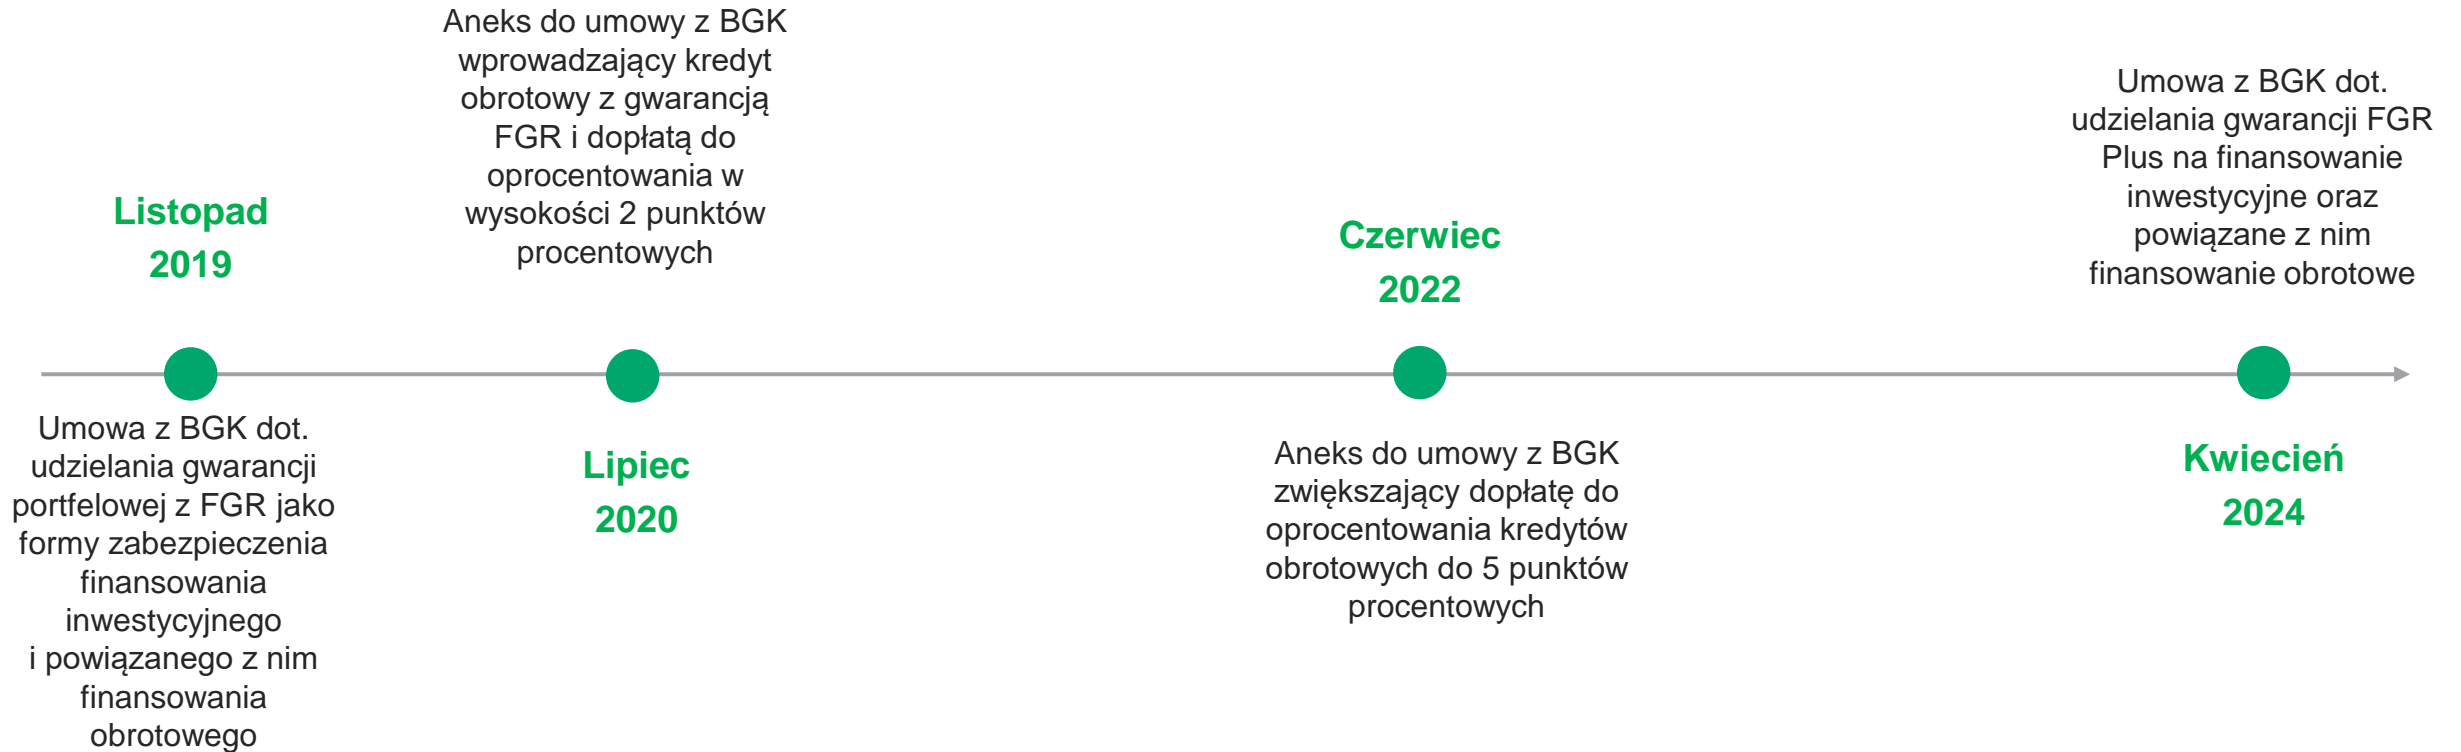 Listopad
2019
Umowa z BGK dot.
udzielania gwarancji
portfelowej z FGR jako
formy zabezpieczenia
finansowania
inwestycyjnego
i powiązanego z nim
finansowania
obrotowego
Aneks do umowy z BGK
wprowadzający kredyt
obrotowy z gwarancją
FGR i dopłatą do
oprocentowania w
wysokości 2 punktów
procentowych
Lipiec
2020
Czerwiec
2022
Aneks do umowy z BGK
zwiększający dopłatę do
oprocentowania kredytów
obrotowych do 5 punktów
procentowych
Umowa z BGK dot.
udzielania gwarancji FGR
Plus na finansowanie
inwestycyjne oraz
powiązane z nim
finansowanie obrotowe
Kwiecień
2024